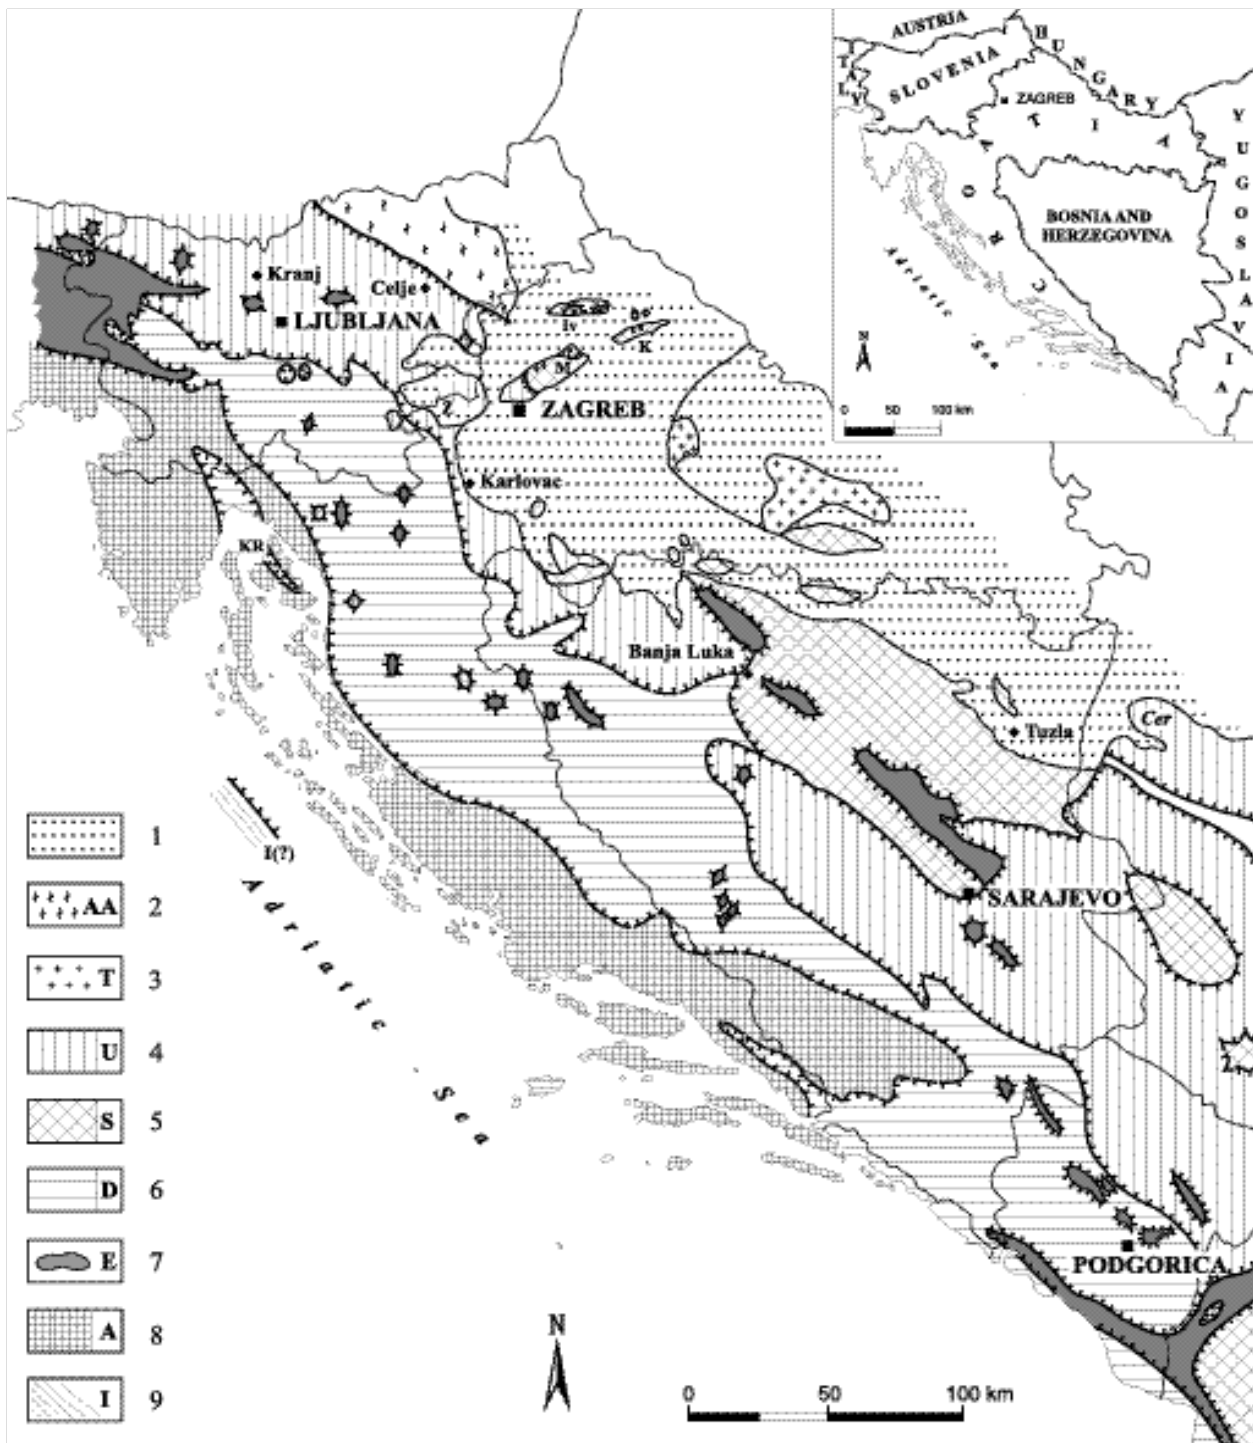 AUSTRIA
HUNGARY
ITALY
SLOVENIA
ZAGREB
CROATIA
YUGOSLAVIA
BOSNIA AND
HERZEGOVINA
Adriatic Sea
N
0 50 100 km
Kranj
Celje
LJUBLJANA
Iv
K
M
Z
ZAGREB
Karlovac
KR
Banja Luka
Tuzla
Cer
I(?)
SARAJEVO
Adriatic Sea
PODGORICA
1
AA 2
T 3
U 4
S 5
D 6
E 7
A 8
I 9
N
0 50 100 km